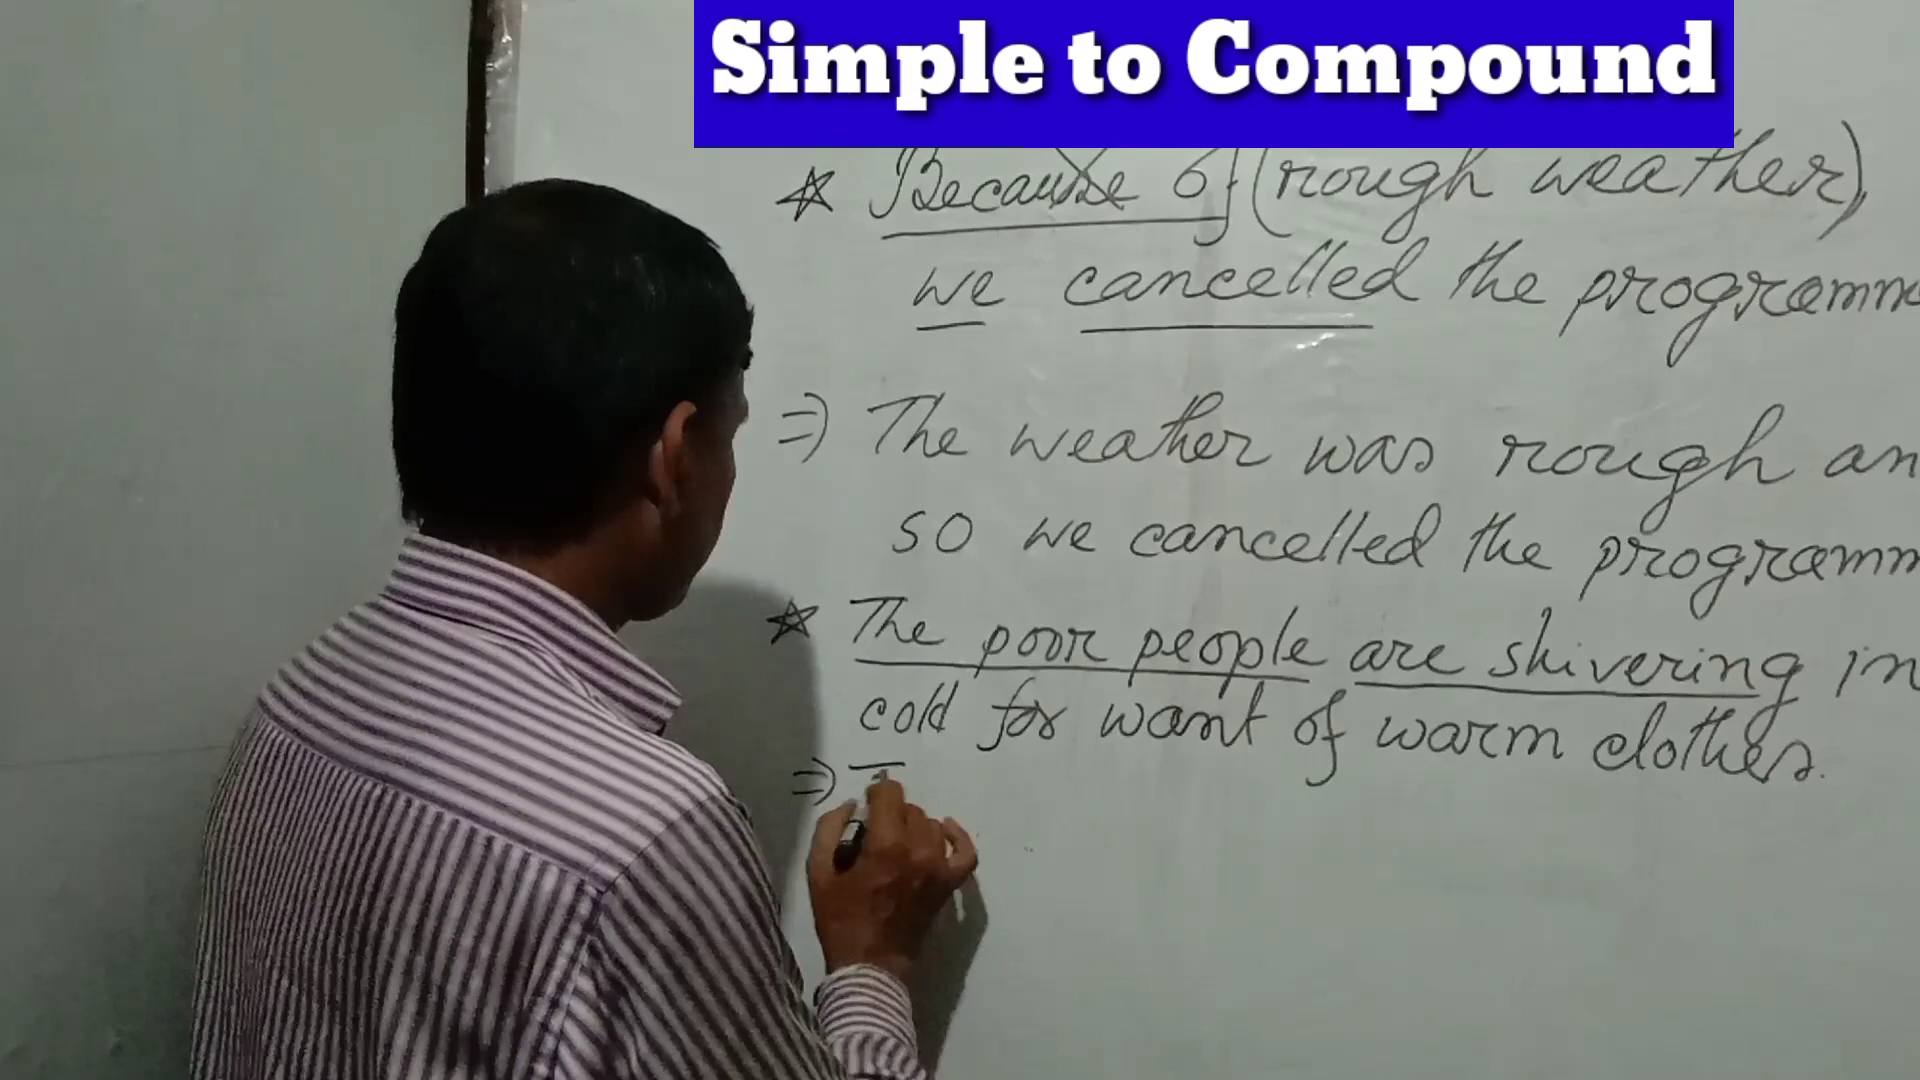 Simple to Compound
☆ Because of (rough weather),
we cancelled the programm
⇒ The weather was rough an
so we cancelled the programm
☆ The poor people are shivering in
cold for want of warm clothes.
⇒